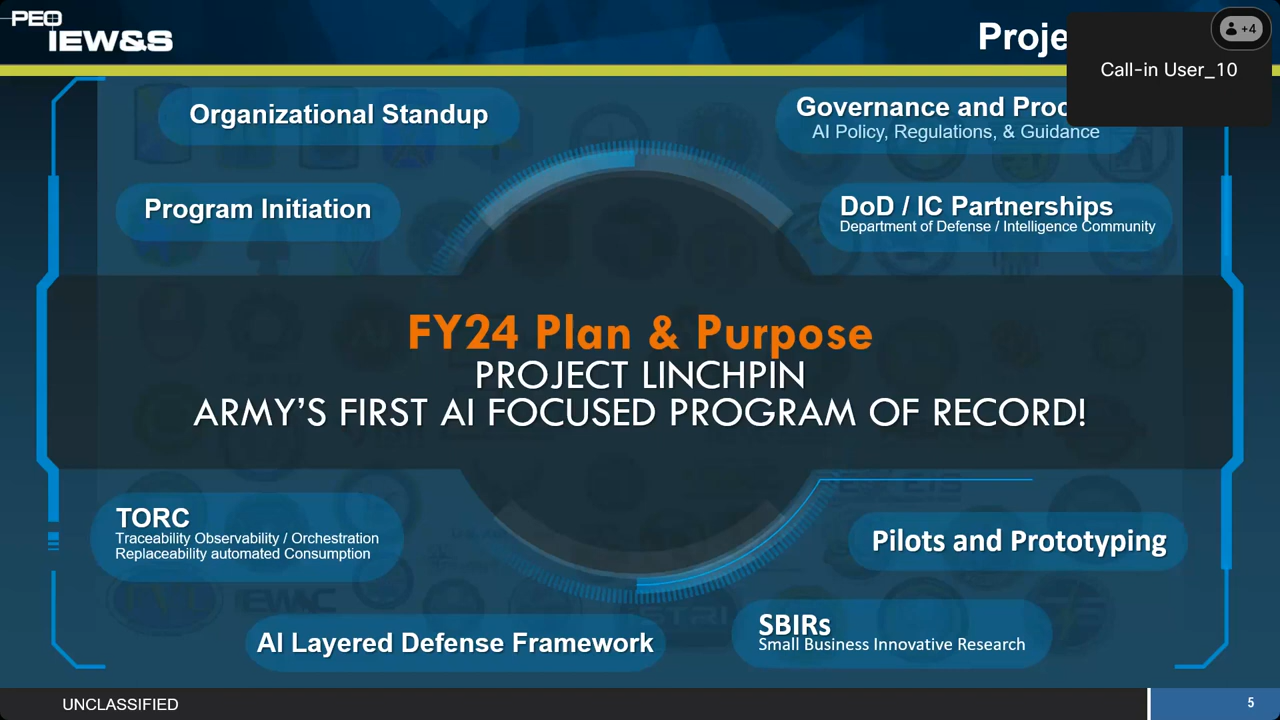 PEO
IEW&S
Proje
+4
Call-in User_10
Organizational Standup
Governance and Proc
AI Policy, Regulations, & Guidance
Program Initiation
DoD / IC Partnerships
Department of Defense / Intelligence Community
FY24 Plan & Purpose
PROJECT LINCHPIN
ARMY'S FIRST AI FOCUSED PROGRAM OF RECORD!
TORC
Traceability Observability / Orchestration
Replaceability automated Consumption
Pilots and Prototyping
AI Layered Defense Framework
SBIRs
Small Business Innovative Research
UNCLASSIFIED
5